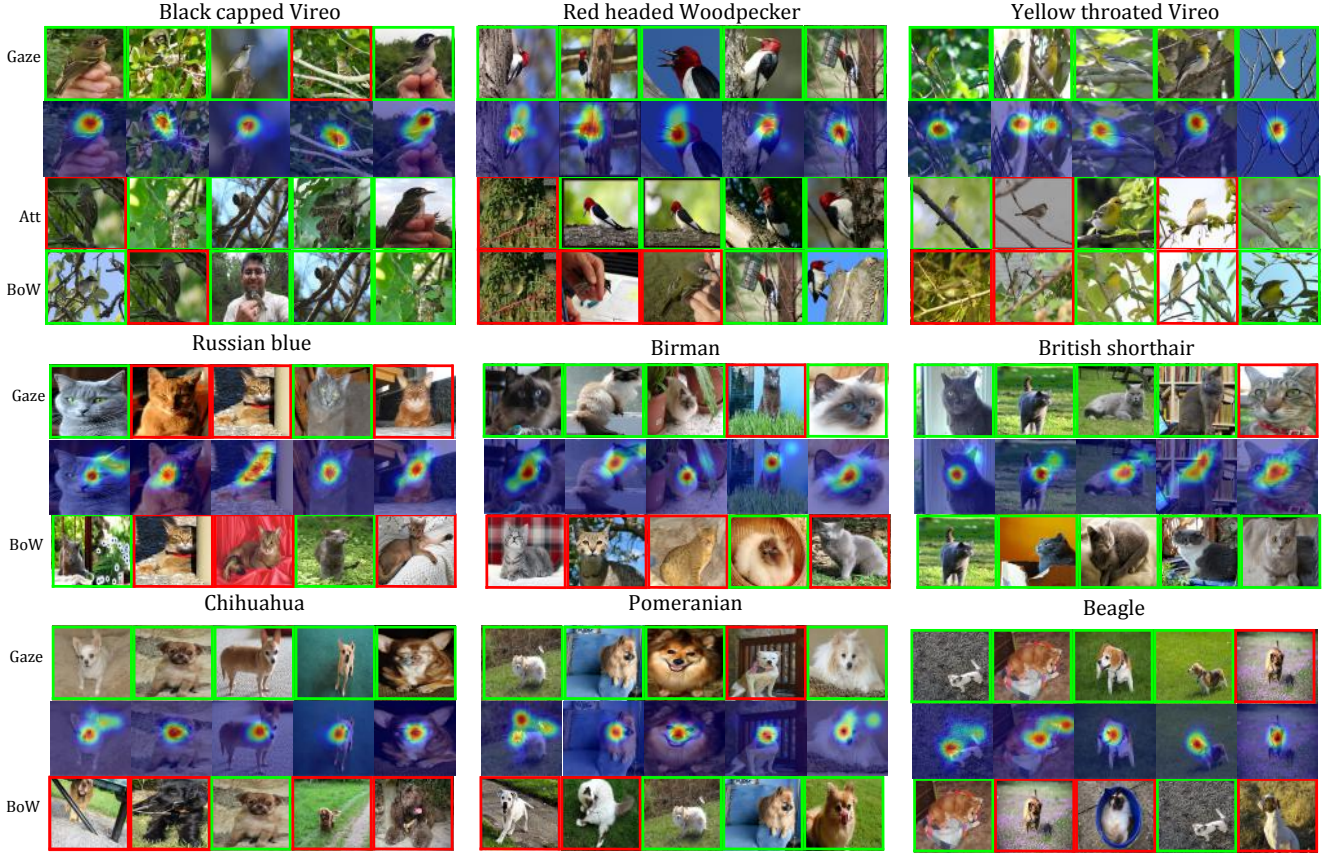 Black capped Vireo
Red headed Woodpecker
Yellow throated Vireo
Gaze
Att
BoW
Russian blue
Birman
British shorthair
Gaze
BoW
Chihuahua
Pomeranian
Beagle
Gaze
BoW